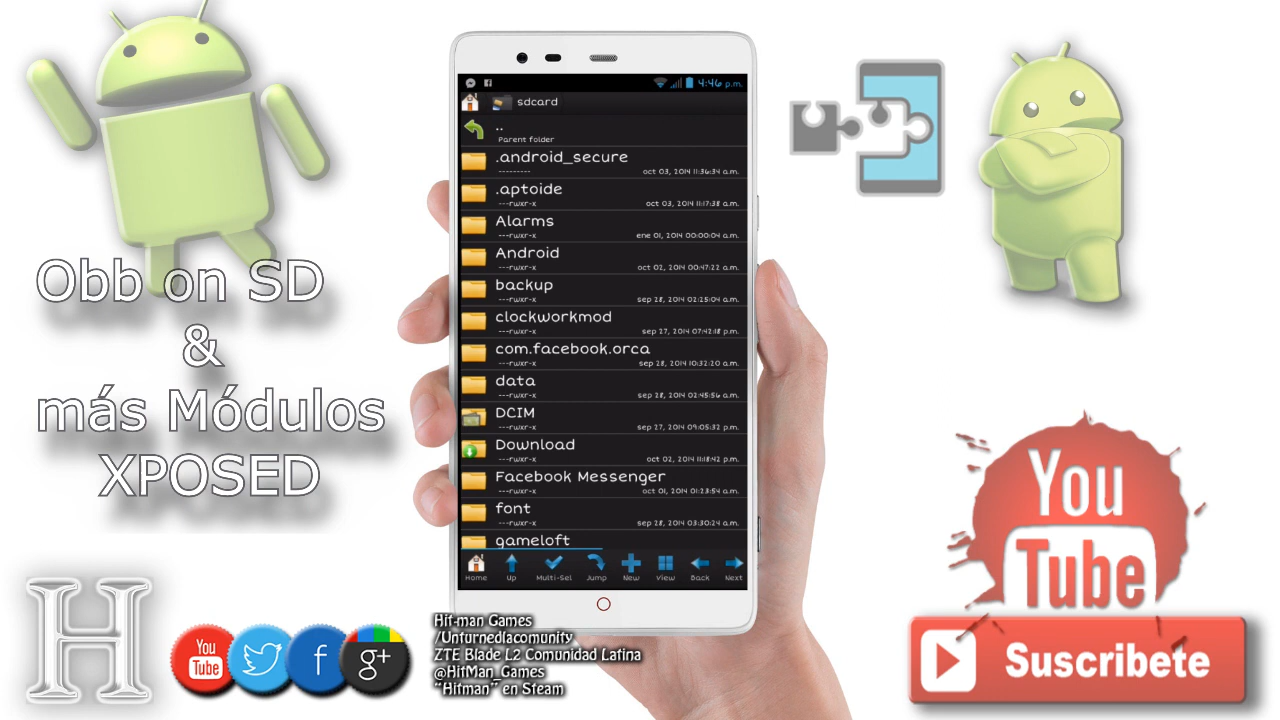 Obb on SD
&
más Módulos
XPOSED
4:46 p.m.
sdcard
..
Parent folder
.android_secure
---------
oct 03, 2014 11:36:34 a.m.
.aptoide
---rwxr-x
oct 03, 2014 11:17:38 a.m.
Alarms
---rwxr-x
ene 01, 2014 00:00:04 a.m.
Android
---rwxr-x
oct 02, 2014 00:47:22 a.m.
backup
---rwxr-x
sep 28, 2014 02:25:04 a.m.
clockworkmod
---rwxr-x
sep 27, 2014 07:42:18 p.m.
com.facebook.orca
---rwxr-x
sep 28, 2014 10:32:20 a.m.
data
---rwxr-x
sep 28, 2014 02:45:56 a.m.
DCIM
---rwxr-x
sep 27, 2014 09:05:32 p.m.
Download
---rwxr-x
oct 02, 2014 11:18:42 p.m.
Facebook Messenger
---rwxr-x
oct 01, 2014 01:23:54 a.m.
font
---rwxr-x
sep 28, 2014 03:30:24 a.m.
gameloft
Home Up Multi-Sel Jump New View Back Next
H
You
Tube
f
g+
Hit-man Games
/Unturnedlacomunity
ZTE Blade L2 Comunidad Latina
@HitMan_Games
"Hitman" en Steam
You
Tube
Suscribete